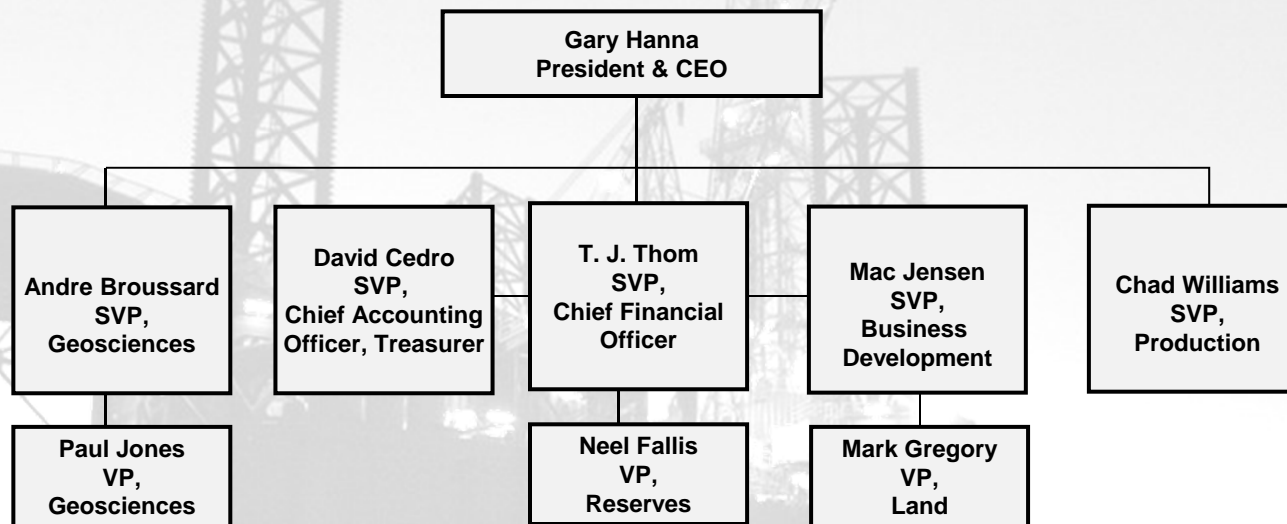 Gary Hanna
President & CEO
Andre Broussard
SVP,
Geosciences
David Cedro
SVP,
Chief Accounting
Officer, Treasurer
T. J. Thom
SVP,
Chief Financial
Officer
Mac Jensen
SVP,
Business
Development
Chad Williams
SVP,
Production
Paul Jones
VP,
Geosciences
Neel Fallis
VP,
Reserves
Mark Gregory
VP,
Land